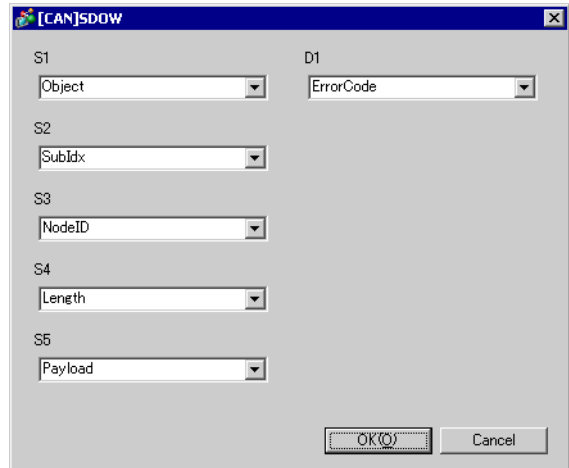 [CAN]SDOW
S1
Object
D1
ErrorCode
S2
SubIdx
S3
NodeID
S4
Length
S5
Payload
OK(O)
Cancel